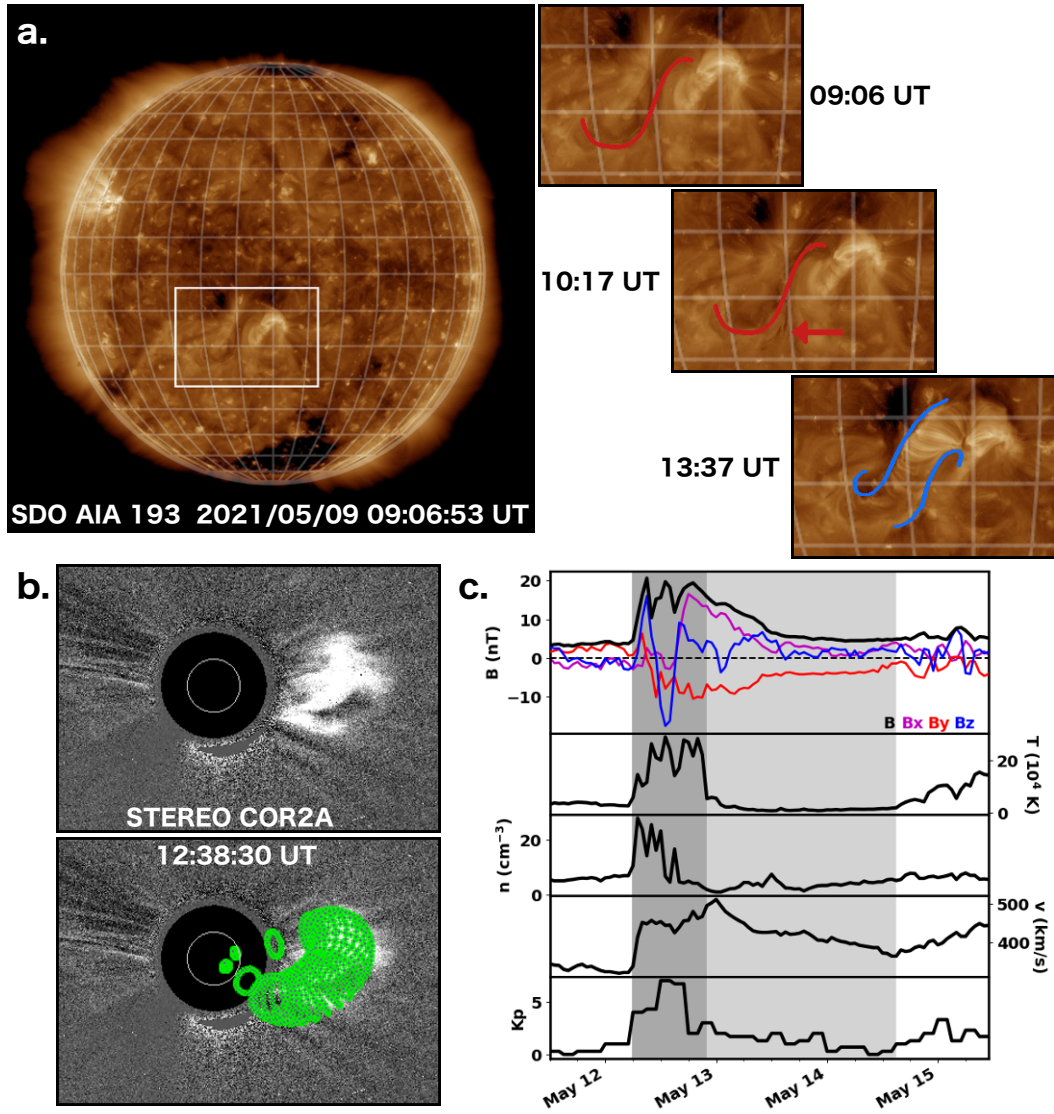 a.
09:06 UT
10:17 UT
13:37 UT
SDO AIA 193 2021/05/09 09:06:53 UT
b.
STEREO COR2A
12:38:30 UT
c.
20
10
0
−10
B (nT)
B Bx By Bz
20
0
T (10⁴ K)
20
0
n (cm⁻³)
500
400
v (km/s)
5
0
Kp
May 12
May 13
May 14
May 15